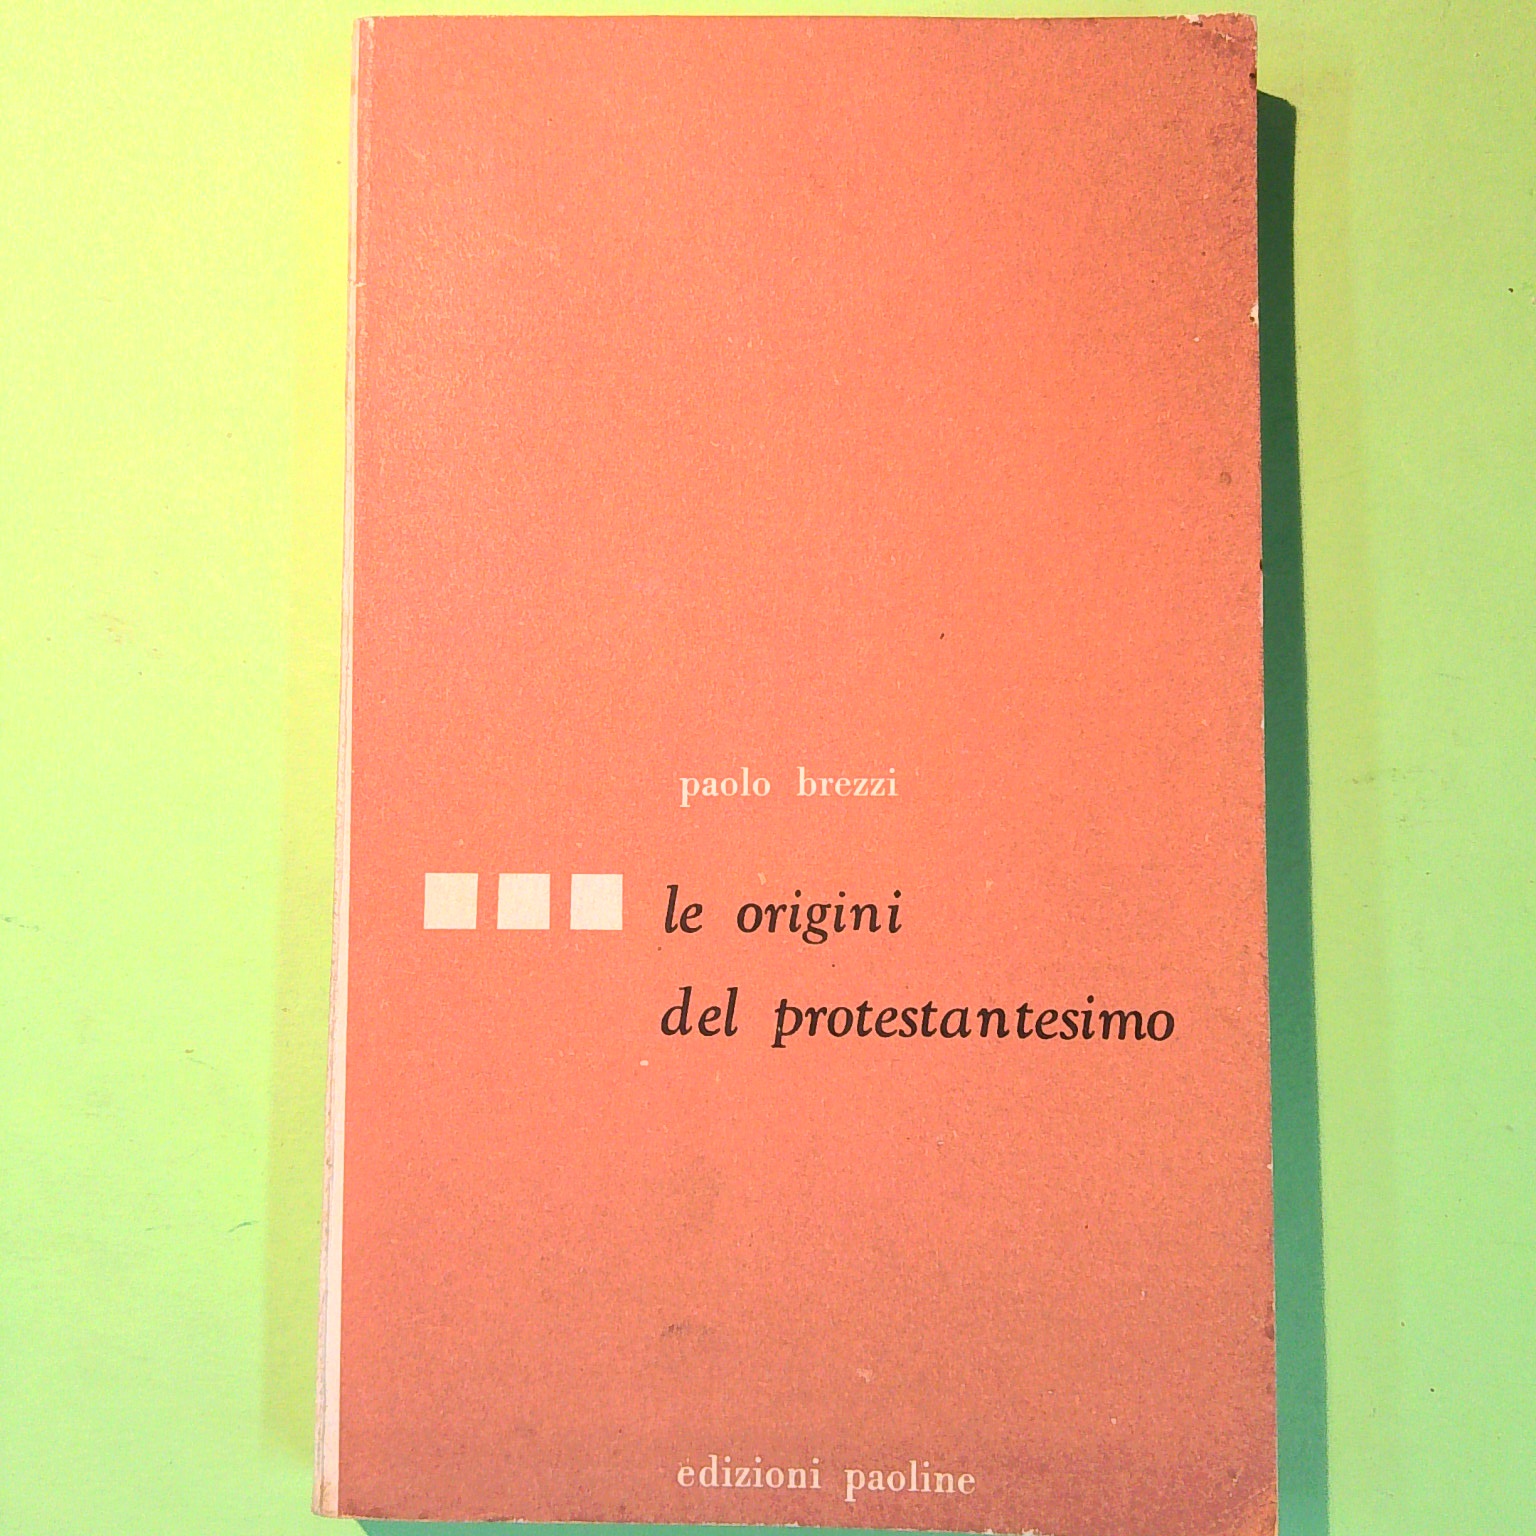 paolo brezzi
le origini
del protestantesimo
edizioni paoline